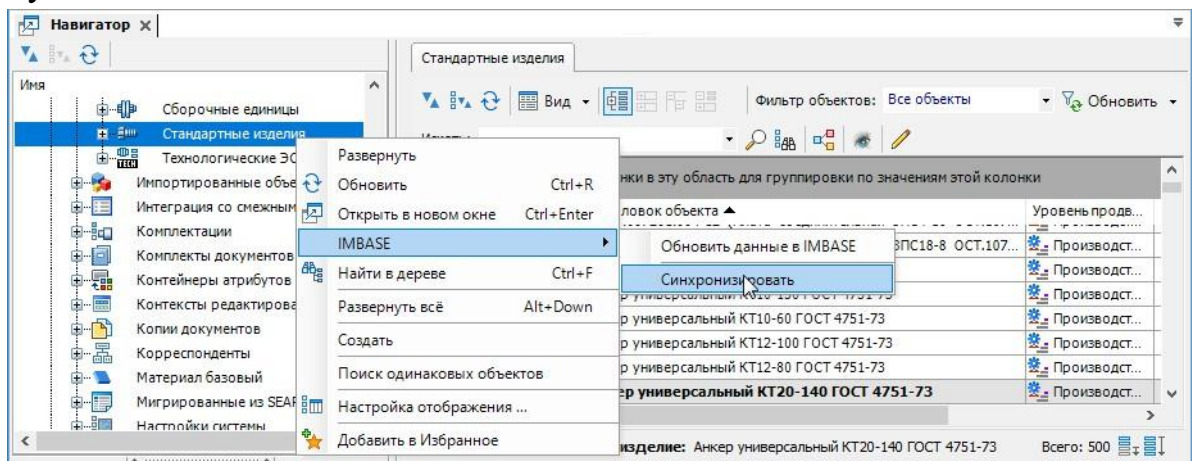 Навигатор
Имя
Сборочные единицы
Стандартные изделия
Технологические ЭС
Импортированные объе
Интеграция со смежным
Комплектации
Комплекты документов
Контейнеры атрибутов
Контексты редактирова
Копии документов
Корреспонденты
Материал базовый
Мигрированные из SEAR
Настройки системы
Развернуть
Обновить Ctrl+R
Открыть в новом окне Ctrl+Enter
IMBASE
Найти в дереве Ctrl+F
Развернуть всё Alt+Down
Создать
Поиск одинаковых объектов
Настройка отображения ...
Добавить в Избранное
Обновить данные в IMBASE
Синхронизировать
Стандартные изделия
Вид Фильтр объектов: Все объекты Обновить
нки в эту область для группировки по значениям этой колонки
ловок объекта Уровень продв...
ЗПС18-8 ОСТ.107... Производст...
Производст...
Производст...
р универсальный КТ10-60 ГОСТ 4751-73 Производст...
р универсальный КТ12-100 ГОСТ 4751-73 Производст...
р универсальный КТ12-80 ГОСТ 4751-73 Производст...
ер универсальный КТ20-140 ГОСТ 4751-73 Производст...
изделие: Анкер универсальный КТ20-140 ГОСТ 4751-73 Всего: 500